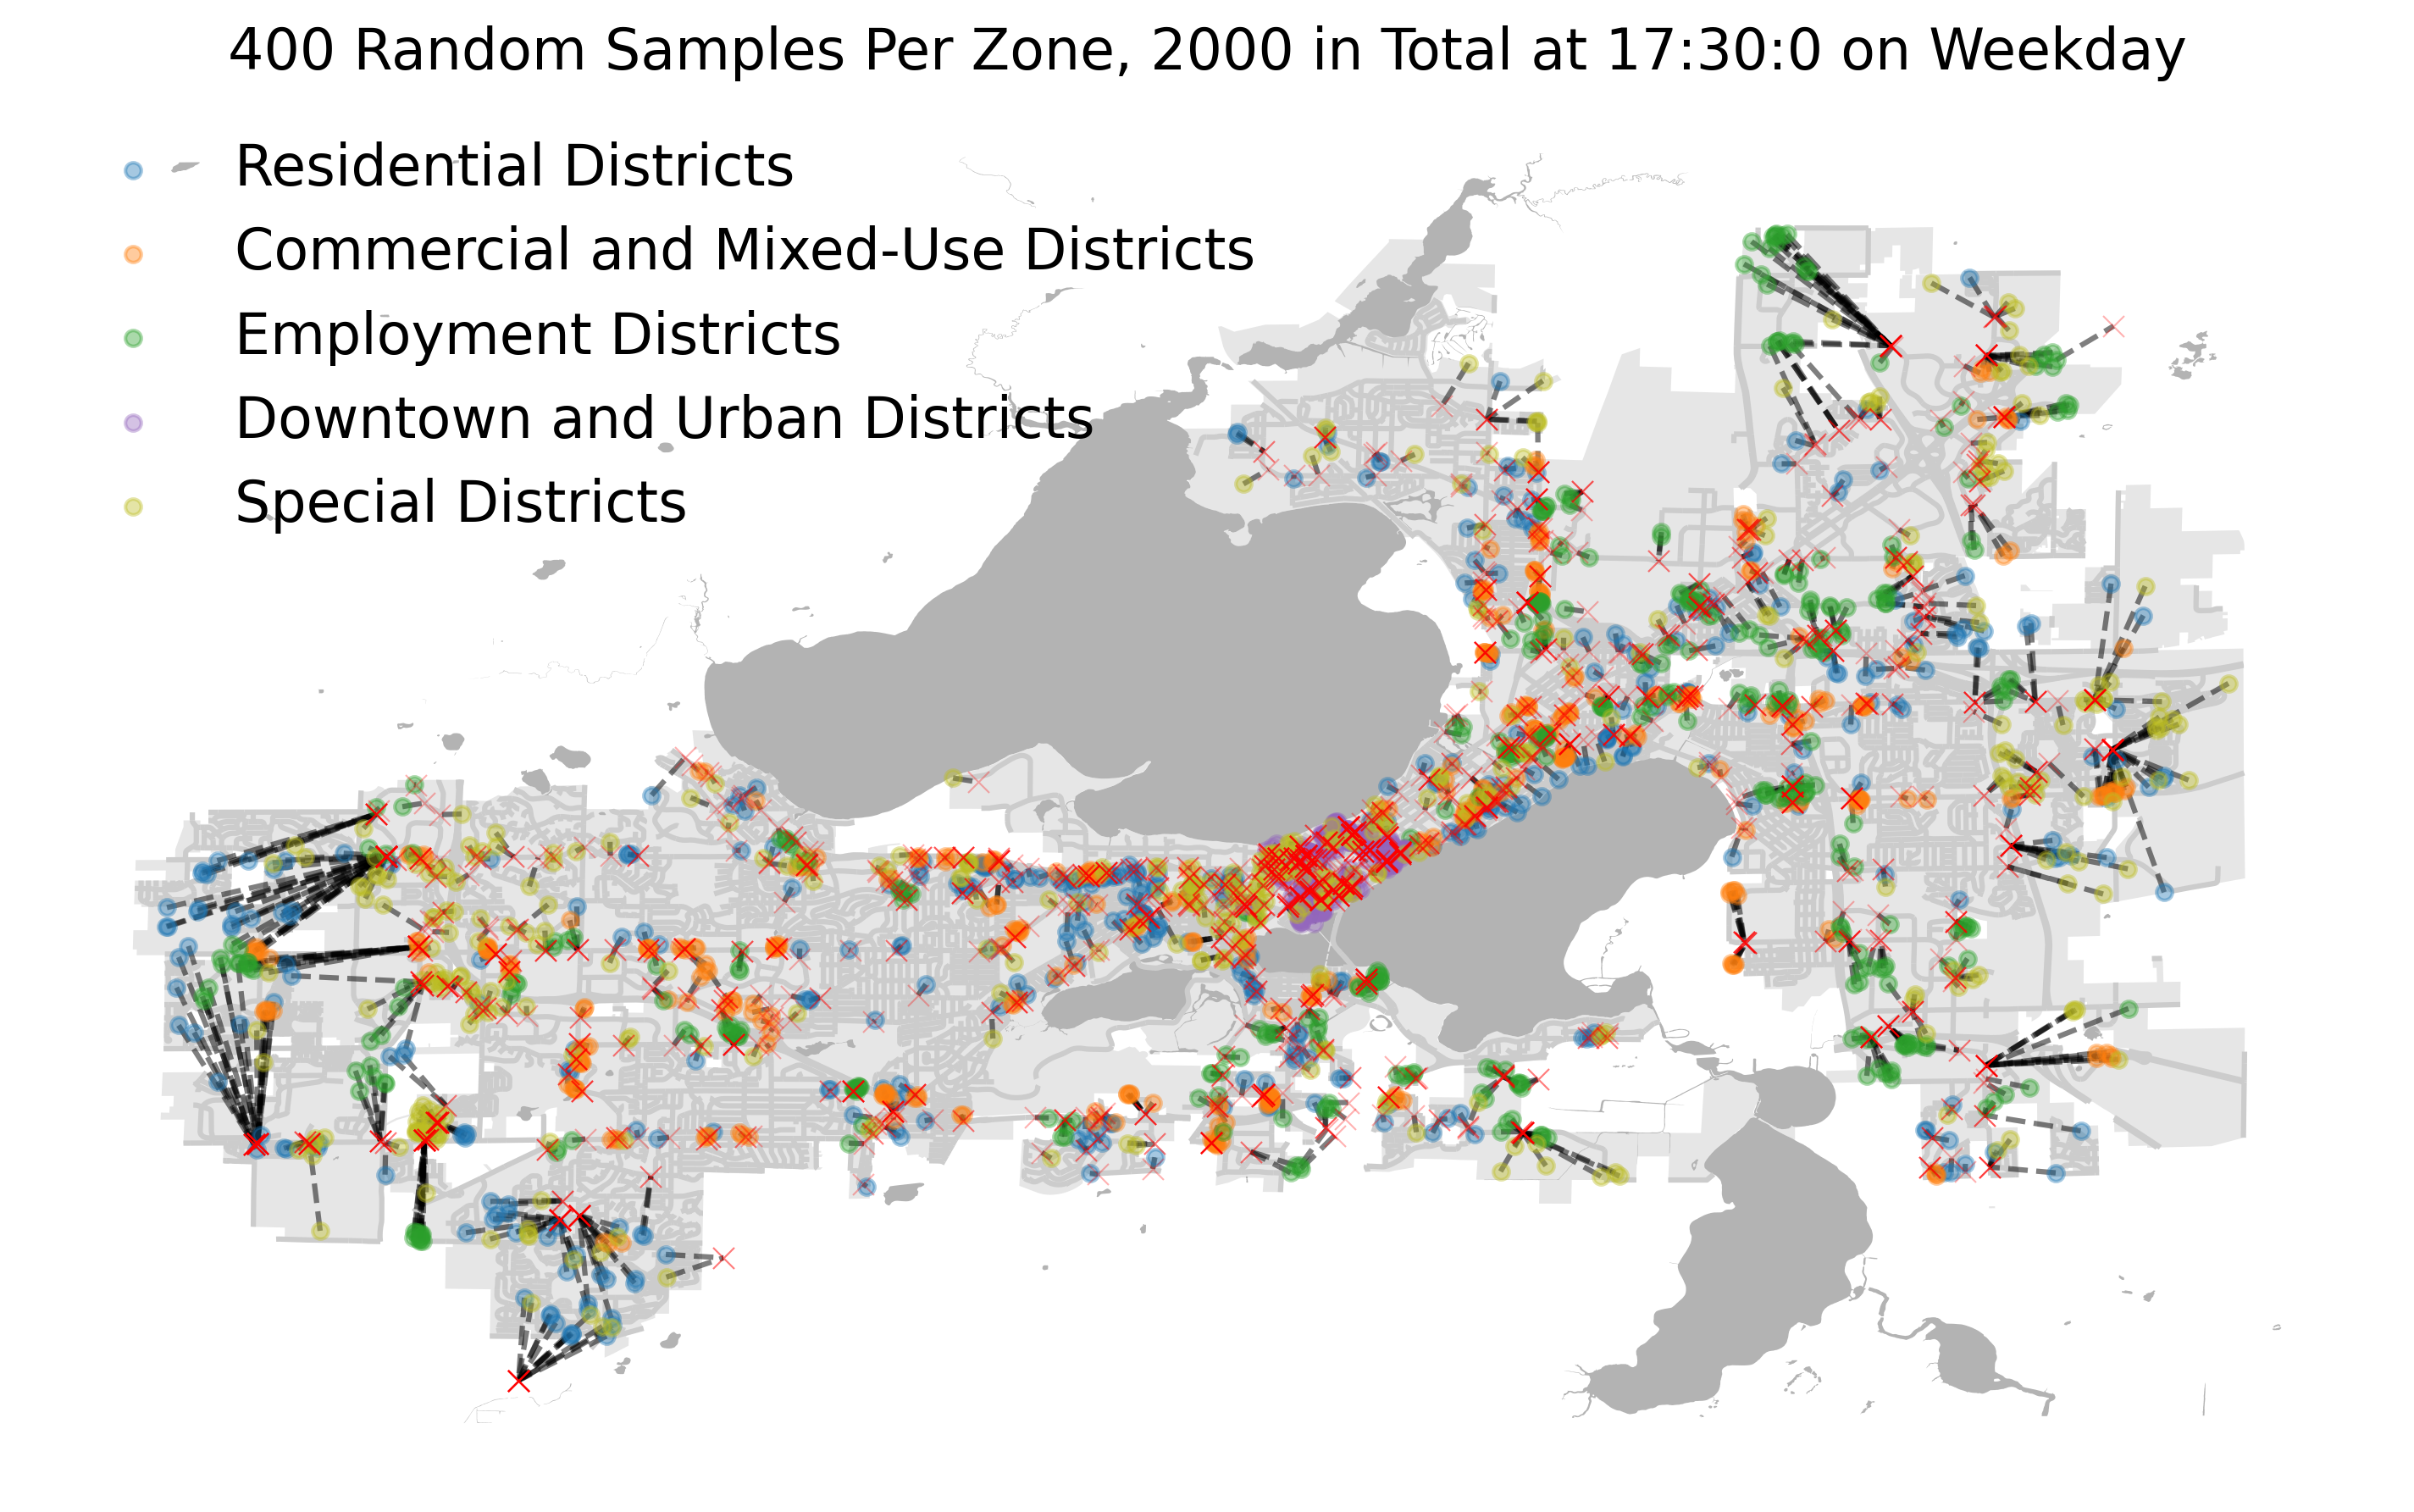 400 Random Samples Per Zone, 2000 in Total at 17:30:0 on Weekday
Residential Districts
Commercial and Mixed-Use Districts
Employment Districts
Downtown and Urban Districts
Special Districts